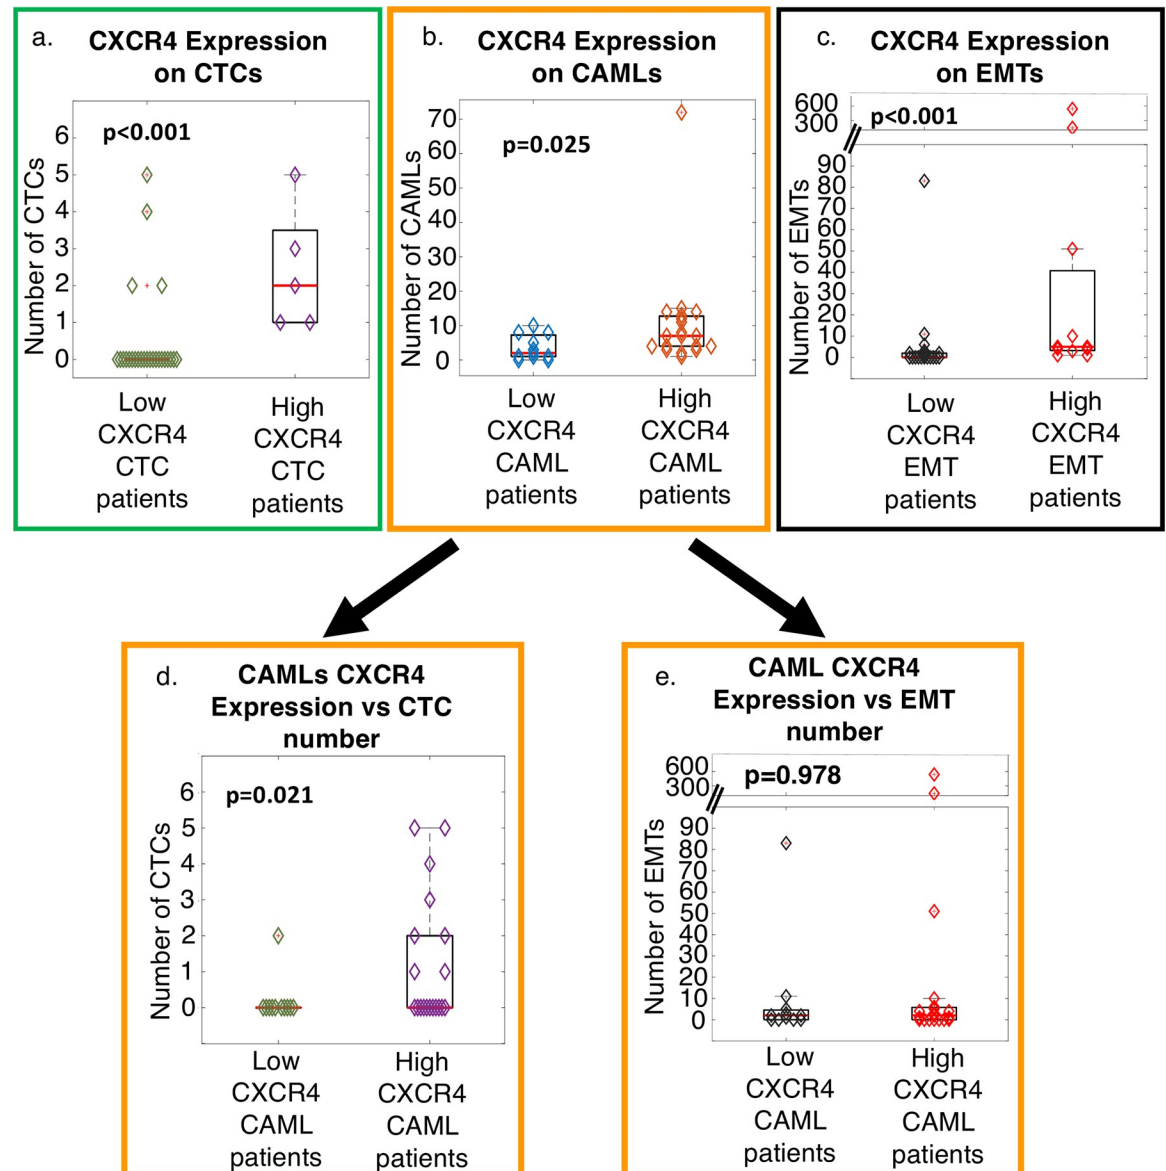 a.
CXCR4 Expression
on CTCs
p<0.001
Number of CTCs
6
5
4
3
2
1
0
Low
CXCR4
CTC
patients
High
CXCR4
CTC
patients
b.
CXCR4 Expression
on CAMLs
p=0.025
Number of CAMLs
70
60
50
40
30
20
10
0
Low
CXCR4
CAML
patients
High
CXCR4
CAML
patients
c.
CXCR4 Expression
on EMTs
p<0.001
Number of EMTs
600
300
90
80
70
60
50
40
30
20
10
0
Low
CXCR4
EMT
patients
High
CXCR4
EMT
patients
d.
CAMLs CXCR4
Expression vs CTC
number
p=0.021
Number of CTCs
6
5
4
3
2
1
0
Low
CXCR4
CAML
patients
High
CXCR4
CAML
patients
e.
CAML CXCR4
Expression vs EMT
number
p=0.978
Number of EMTs
600
300
90
80
70
60
50
40
30
20
10
0
Low
CXCR4
CAML
patients
High
CXCR4
CAML
patients